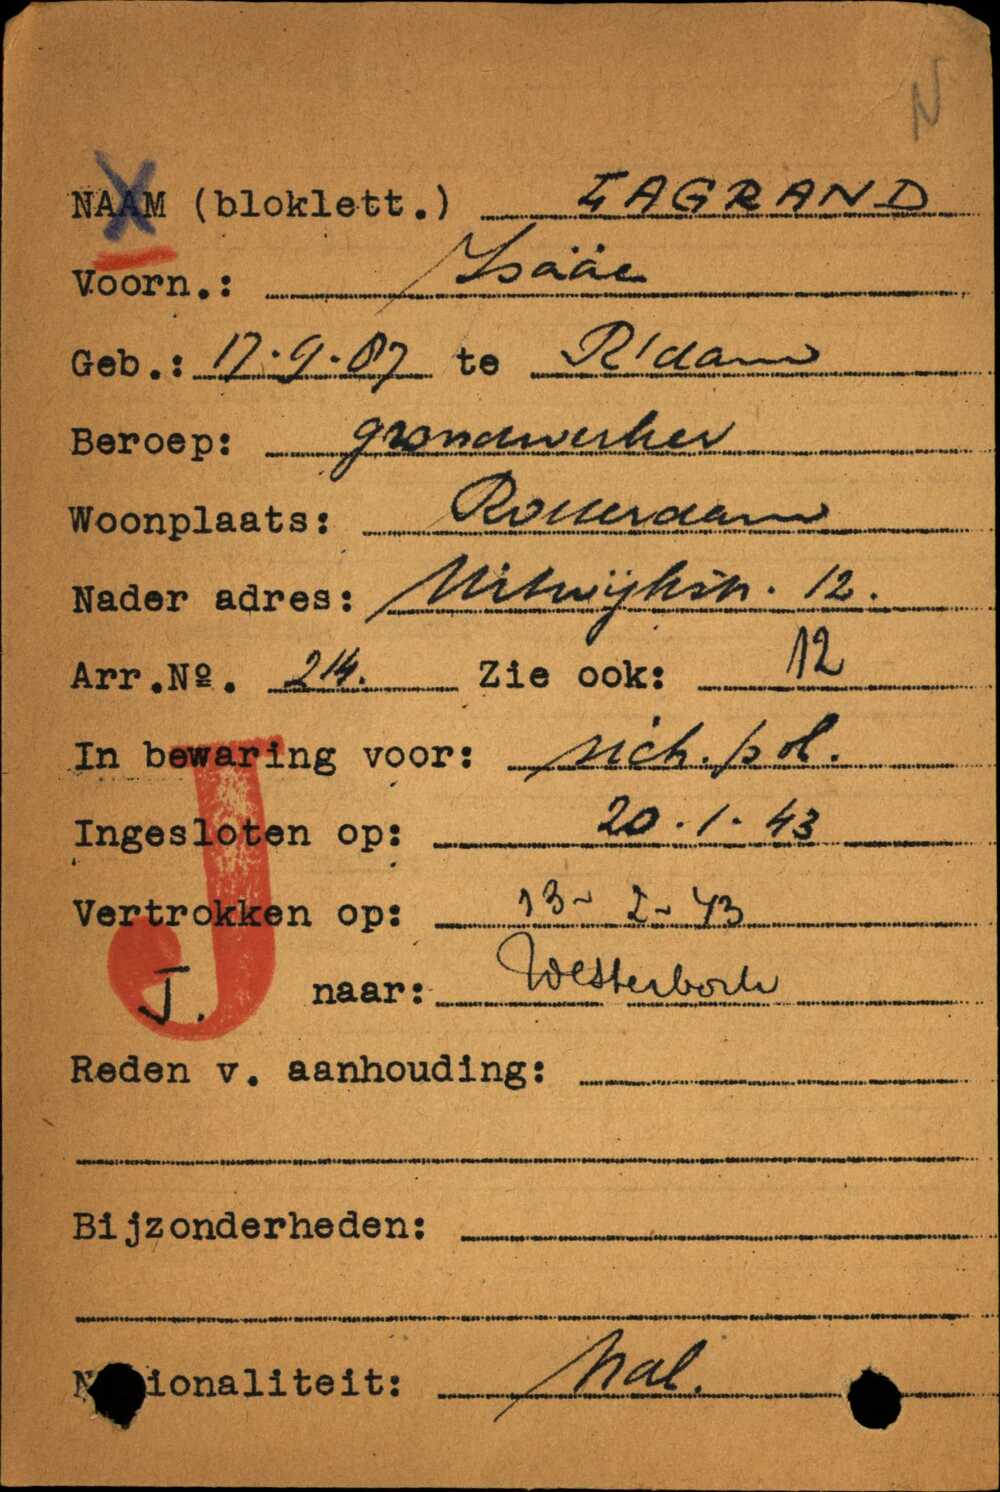 N
NAAM (bloklett.) LAGRAND
Voorn.: Isääc
Geb.: 17.9.87 te R'dam
Beroep: grondwerker
Woonplaats: Rotterdam
Nader adres: Uitwijkstr. 12.
Arr.Nº. 214. Zie ook: 12
In bewaring voor: sich. pol.
Ingesloten op: 20.1.43
Vertrokken op: 13-2-43
J
J. naar: Westerbork
Reden v. aanhouding:
Bijzonderheden:
Nationaliteit: Ned.